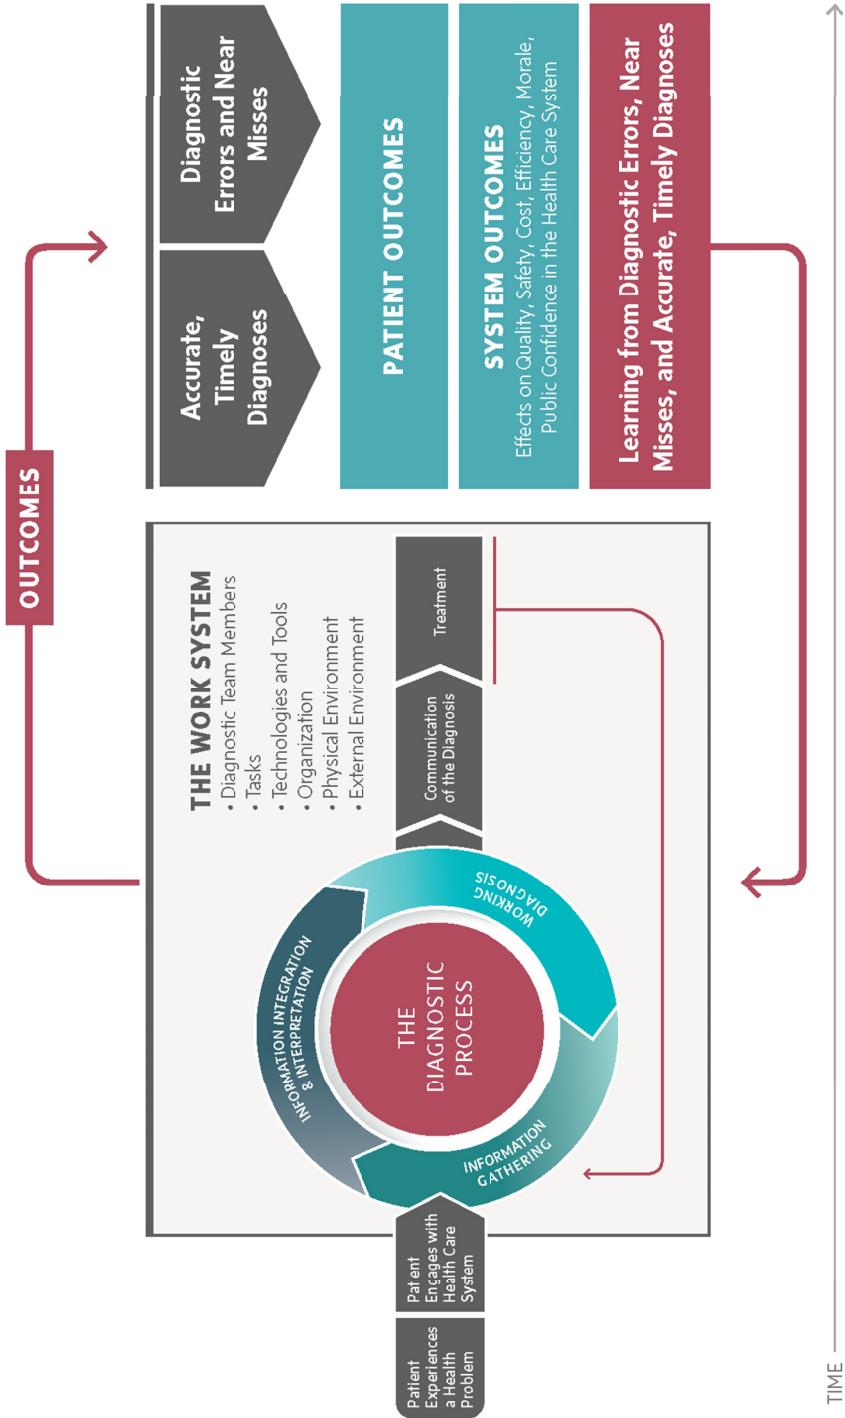 OUTCOMES
Patient
Experiences
a Health
Problem
Patient
Engages with
Health Care
System
THE WORK SYSTEM
• Diagnostic Team Members
• Tasks
• Technologies and Tools
• Organization
• Physical Environment
• External Environment
INFORMATION INTEGRATION
& INTERPRETATION
INFORMATION
GATHERING
WORKING
DIAGNOSIS
THE
DIAGNOSTIC
PROCESS
Communication
of the Diagnosis
Treatment
Accurate,
Timely
Diagnoses
Diagnostic
Errors and Near
Misses
PATIENT OUTCOMES
SYSTEM OUTCOMES
Effects on Quality, Safety, Cost, Efficiency, Morale,
Public Confidence in the Health Care System
Learning from Diagnostic Errors, Near
Misses, and Accurate, Timely Diagnoses
TIME